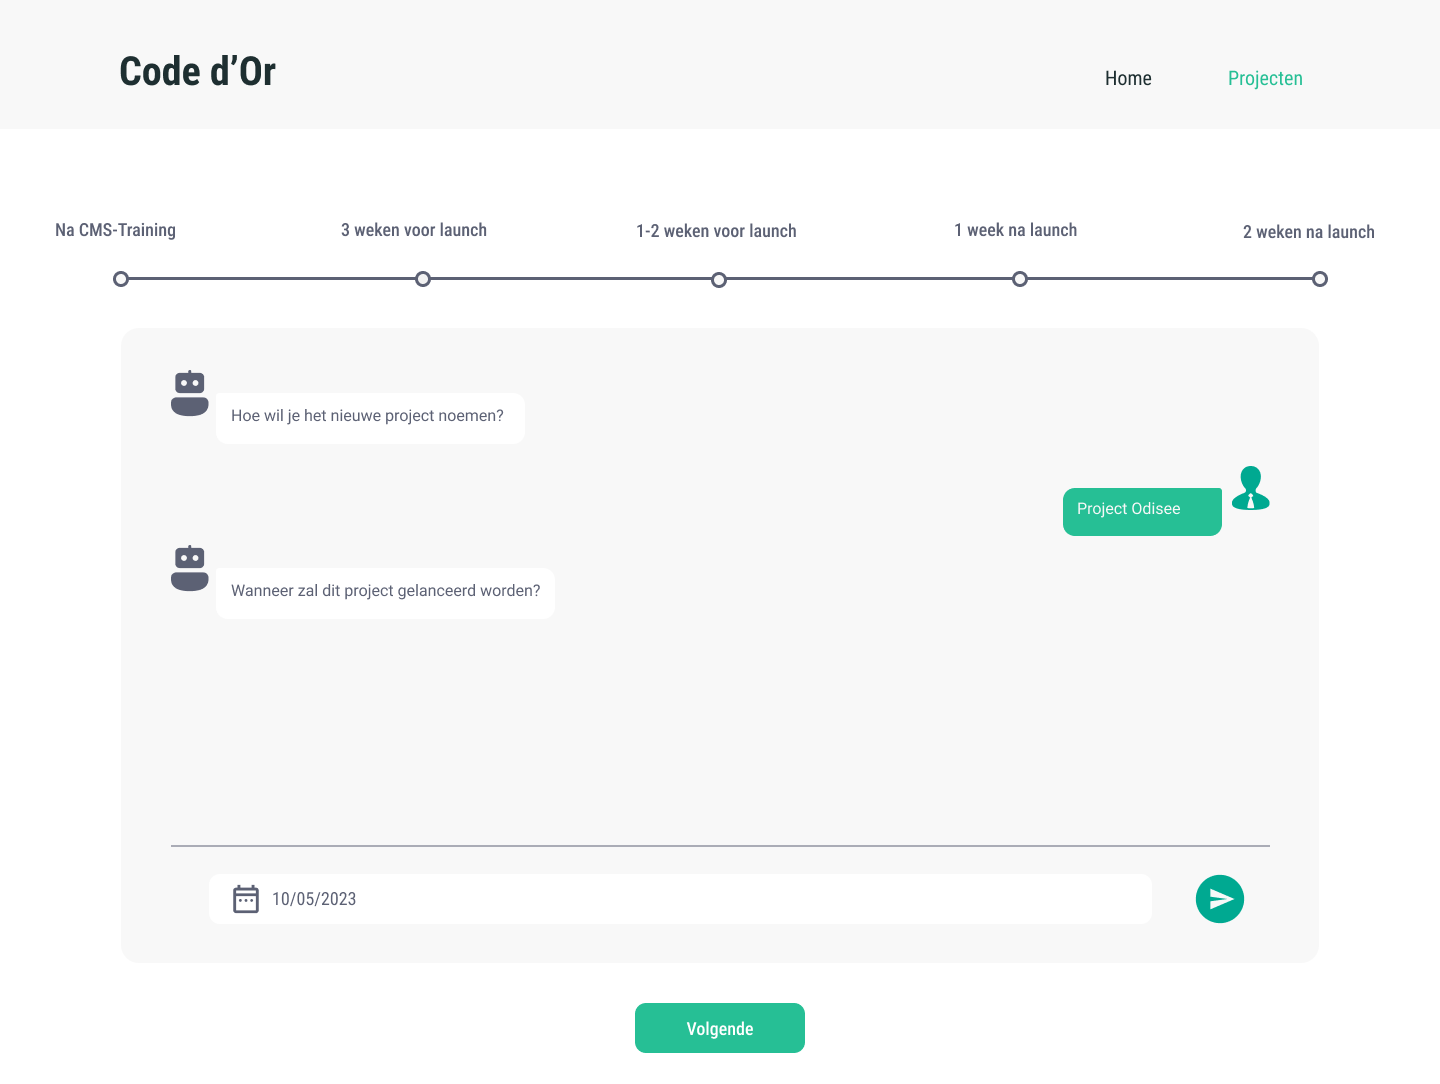 Code d’Or
Home
Projecten
Na CMS-Training
3 weken voor launch
1-2 weken voor launch
1 week na launch
2 weken na launch
Hoe wil je het nieuwe project noemen?
Project Odisee
Wanneer zal dit project gelanceerd worden?
10/05/2023
Volgende